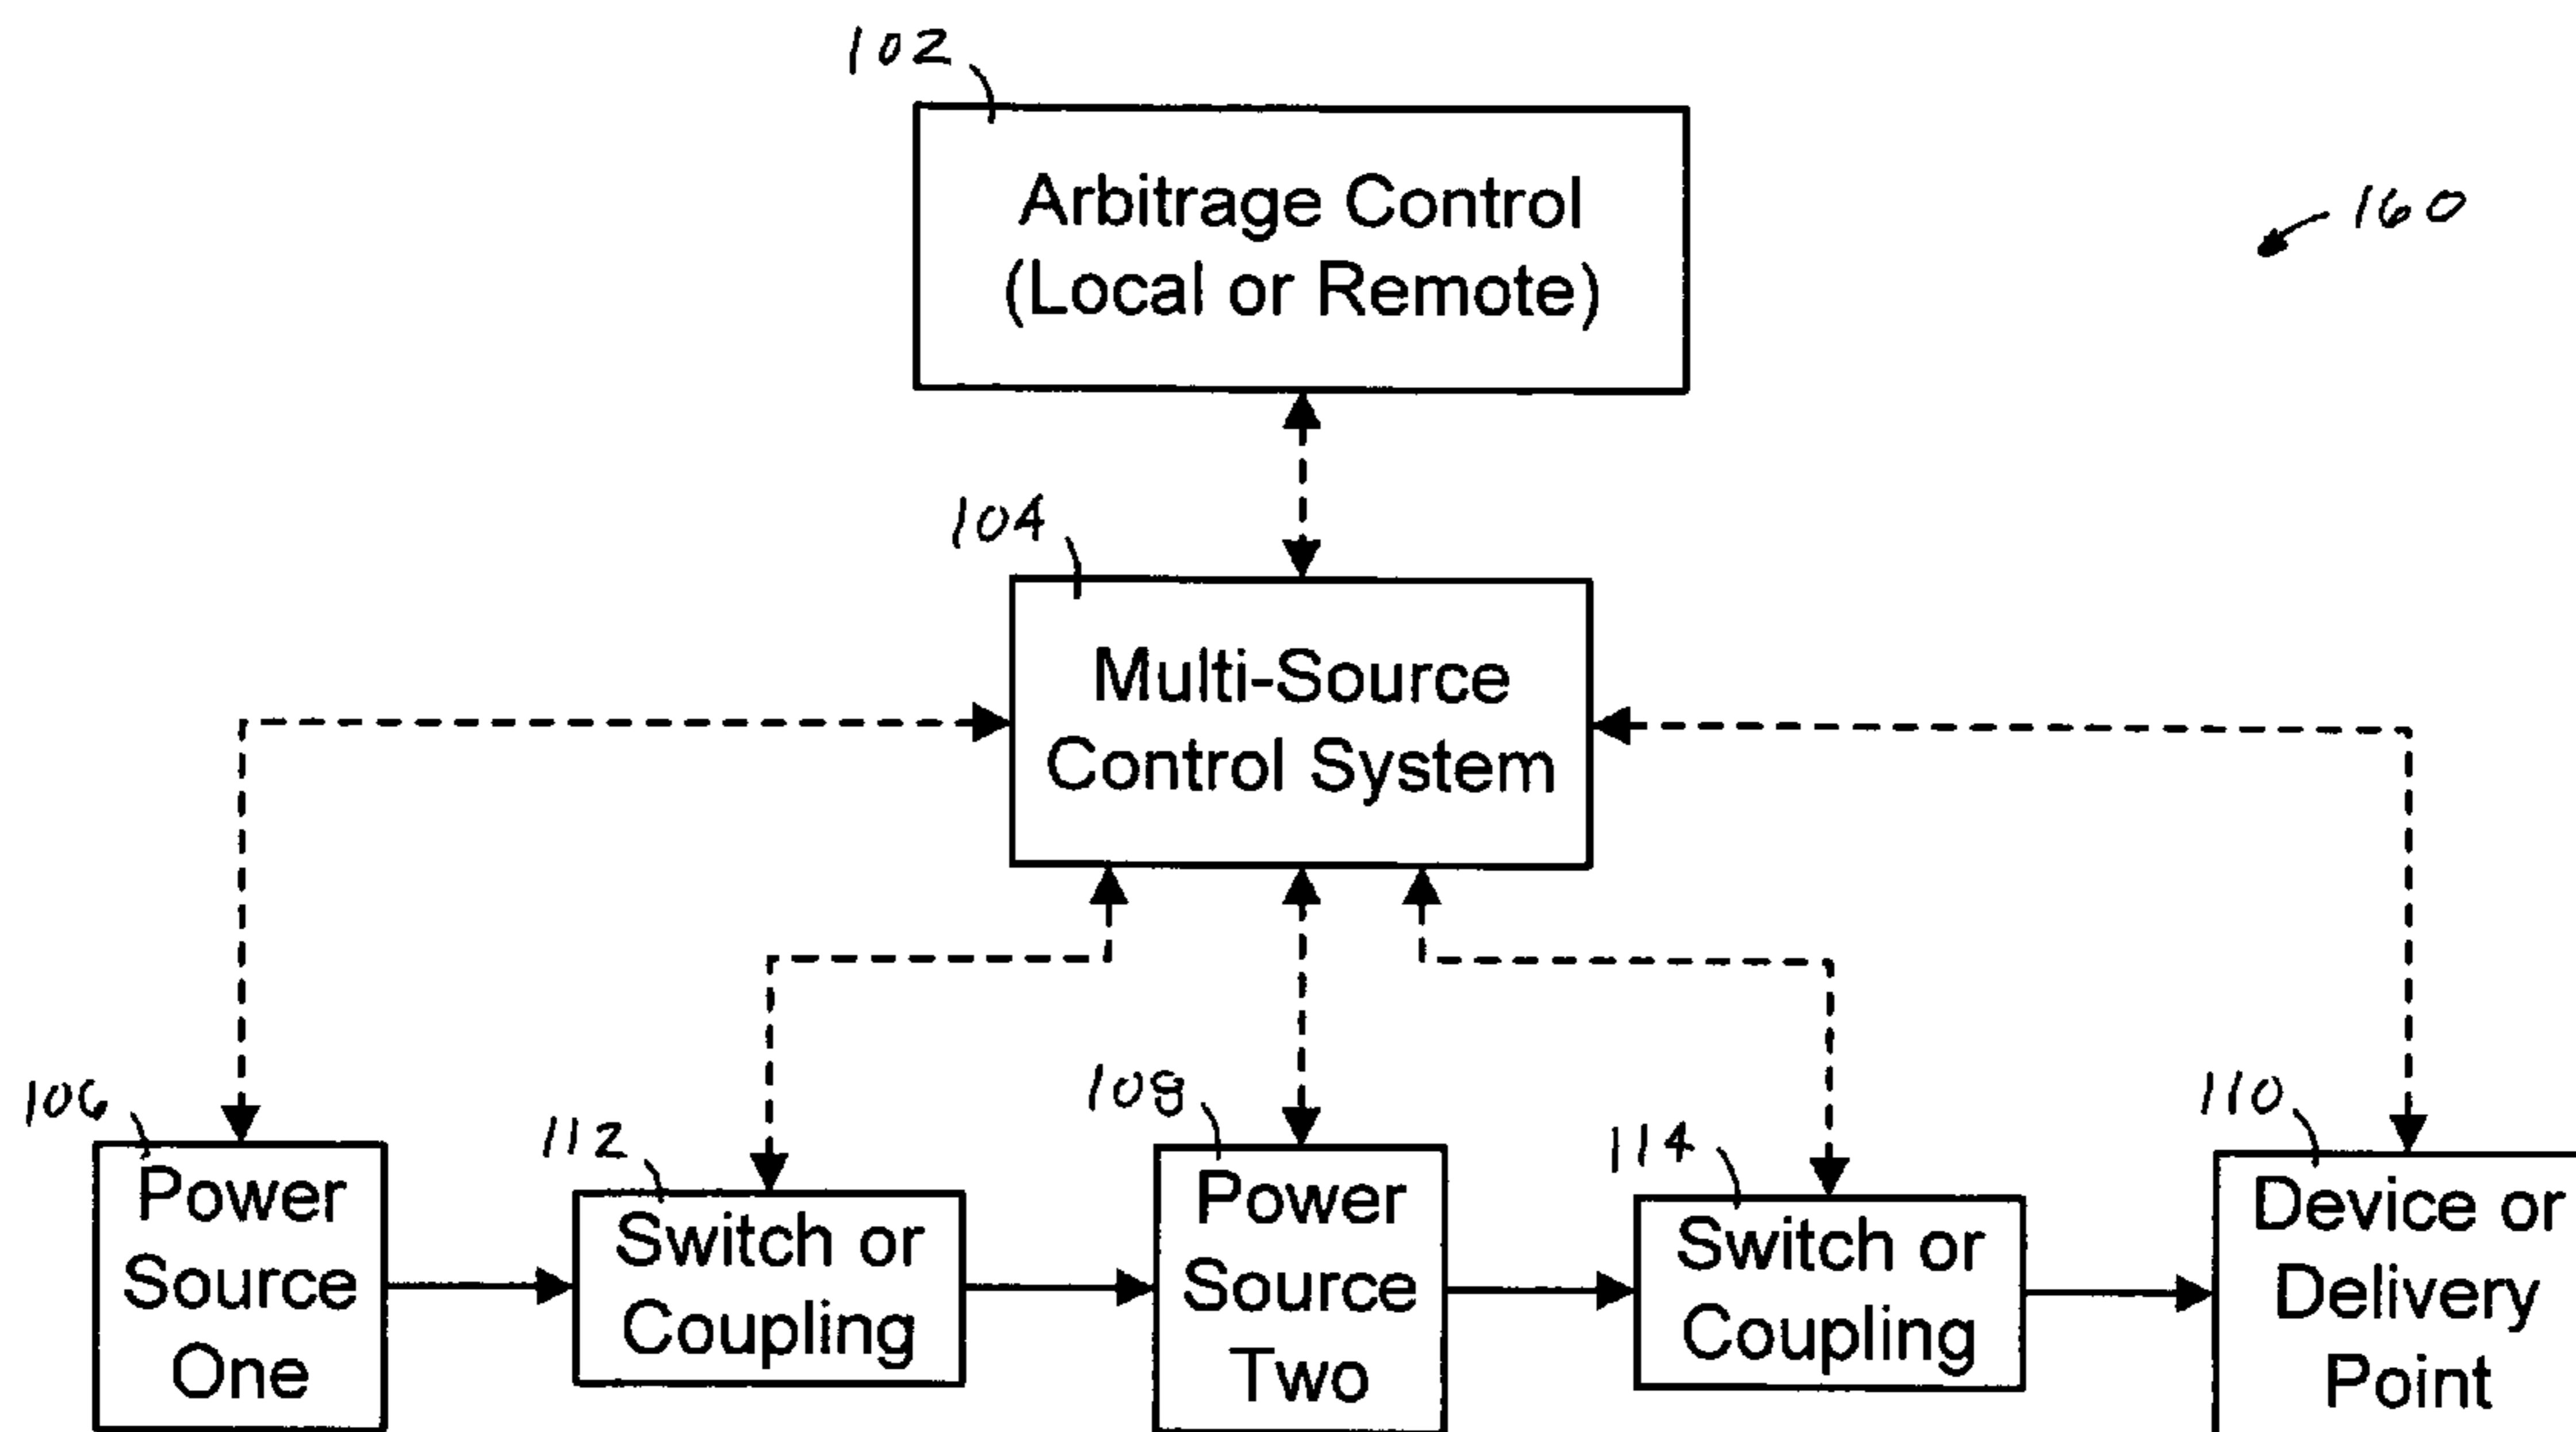 102
Arbitrage Control
(Local or Remote)
160
104
Multi-Source
Control System
106
Power
Source
One
112
Switch or
Coupling
108
Power
Source
Two
114
Switch or
Coupling
110
Device or
Delivery
Point